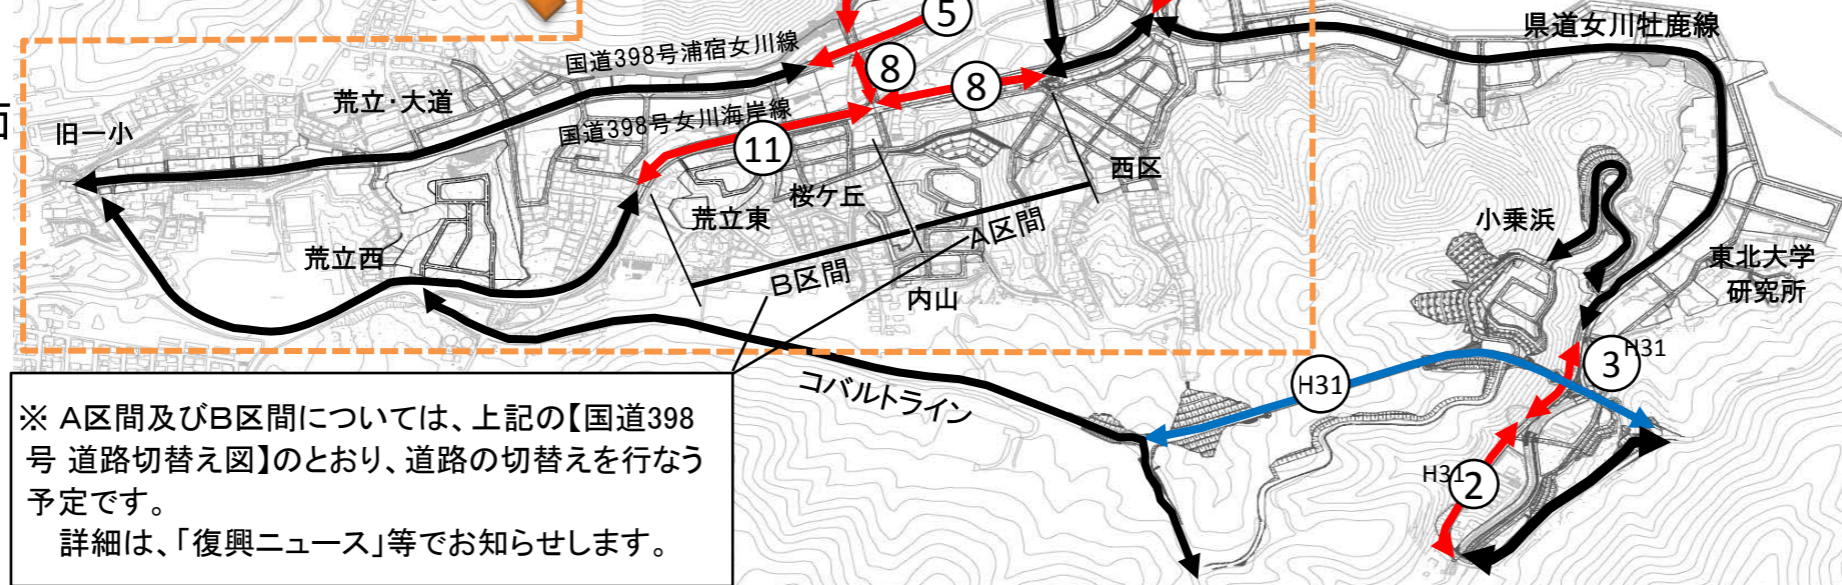 県道女川牡鹿線
5
国道398号浦宿女川線
8
8
荒立・大道
国道398号女川海岸線
旧一小
11
西区
桜ケ丘
荒立東
小乗浜
A区間
荒立西
東北大学
研究所
B区間
内山
3
H31
H31
コバルトライン
H31
2
※ A区間及びB区間については、上記の【国道398
号 道路切替え図】のとおり、道路の切替えを行なう
予定です。
詳細は、「復興ニュース」等でお知らせします。